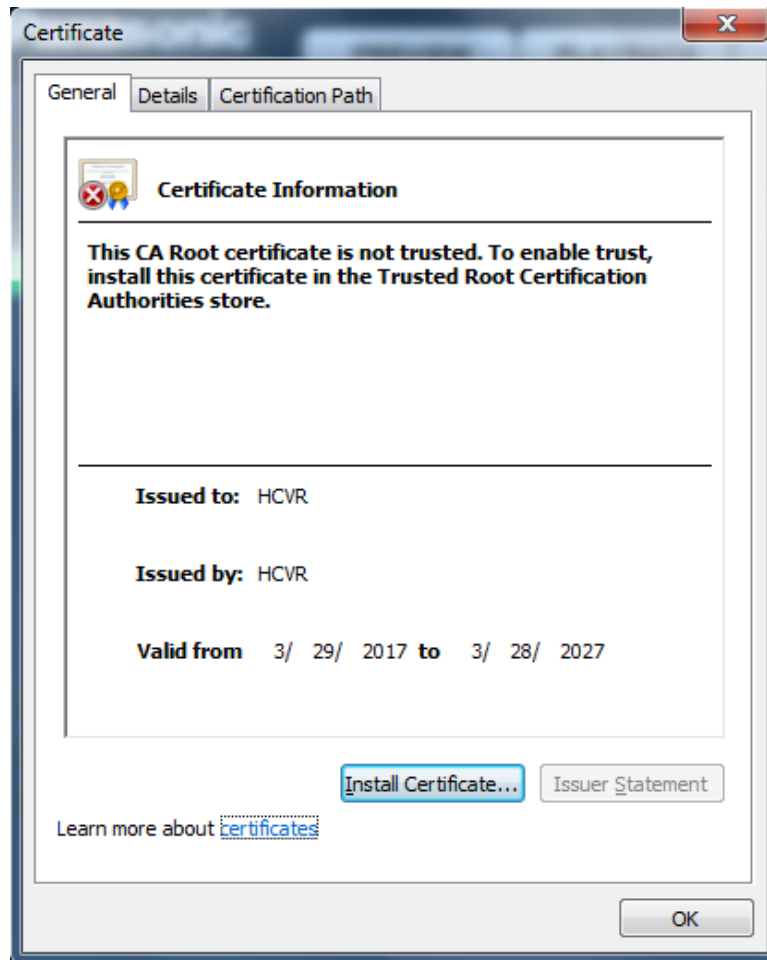 Certificate
General Details Certification Path
Certificate Information
This CA Root certificate is not trusted. To enable trust,
install this certificate in the Trusted Root Certification
Authorities store.
Issued to: HCVR
Issued by: HCVR
Valid from 3/ 29/ 2017 to 3/ 28/ 2027
Install Certificate... Issuer Statement
Learn more about certificates
OK